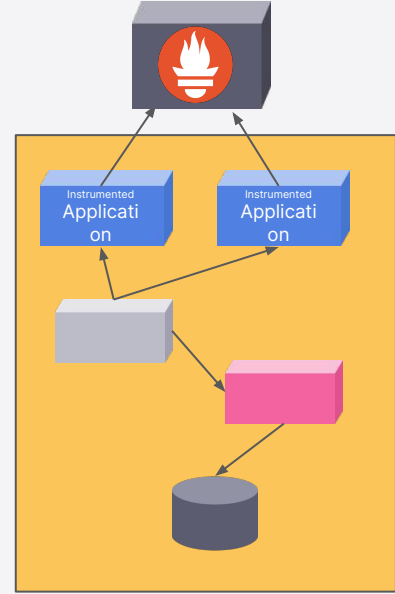 Instrumented
Applicati
on
Instrumented
Applicati
on